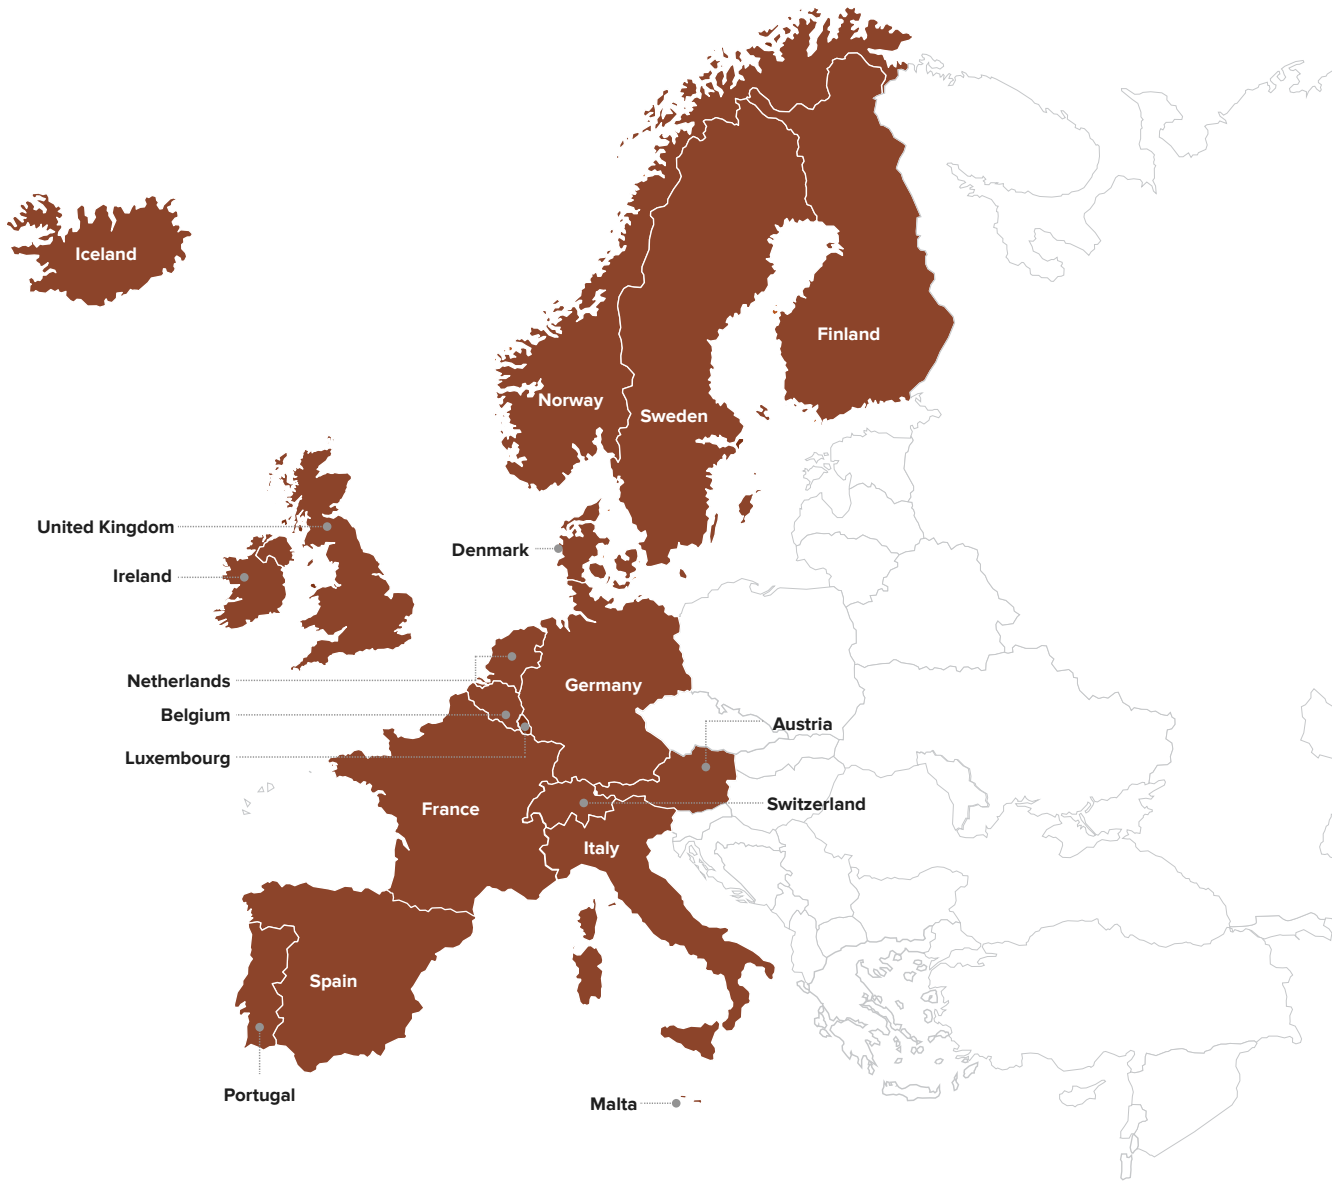 Iceland
Finland
Norway
Sweden
United Kingdom
Denmark
Ireland
Netherlands
Germany
Belgium
Austria
Luxembourg
Switzerland
France
Italy
Spain
Portugal
Malta